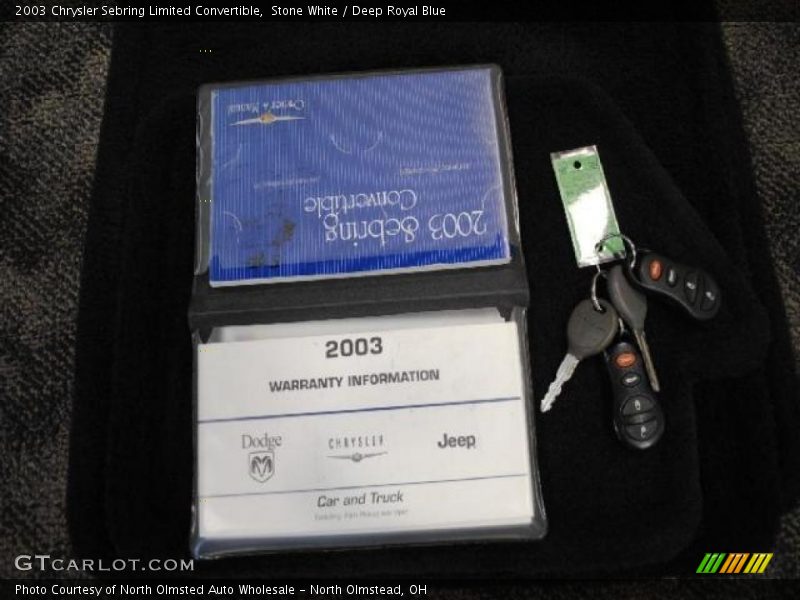 2003 Chrysler Sebring Limited Convertible,  Stone White / Deep Royal Blue
Owner's Manual
2003 Sebring
Convertible
2003
WARRANTY INFORMATION
Dodge
CHRYSLER
Jeep
Car and Truck
GTCARLOT.COM
Photo Courtesy of North Olmsted Auto Wholesale - North Olmstead, OH